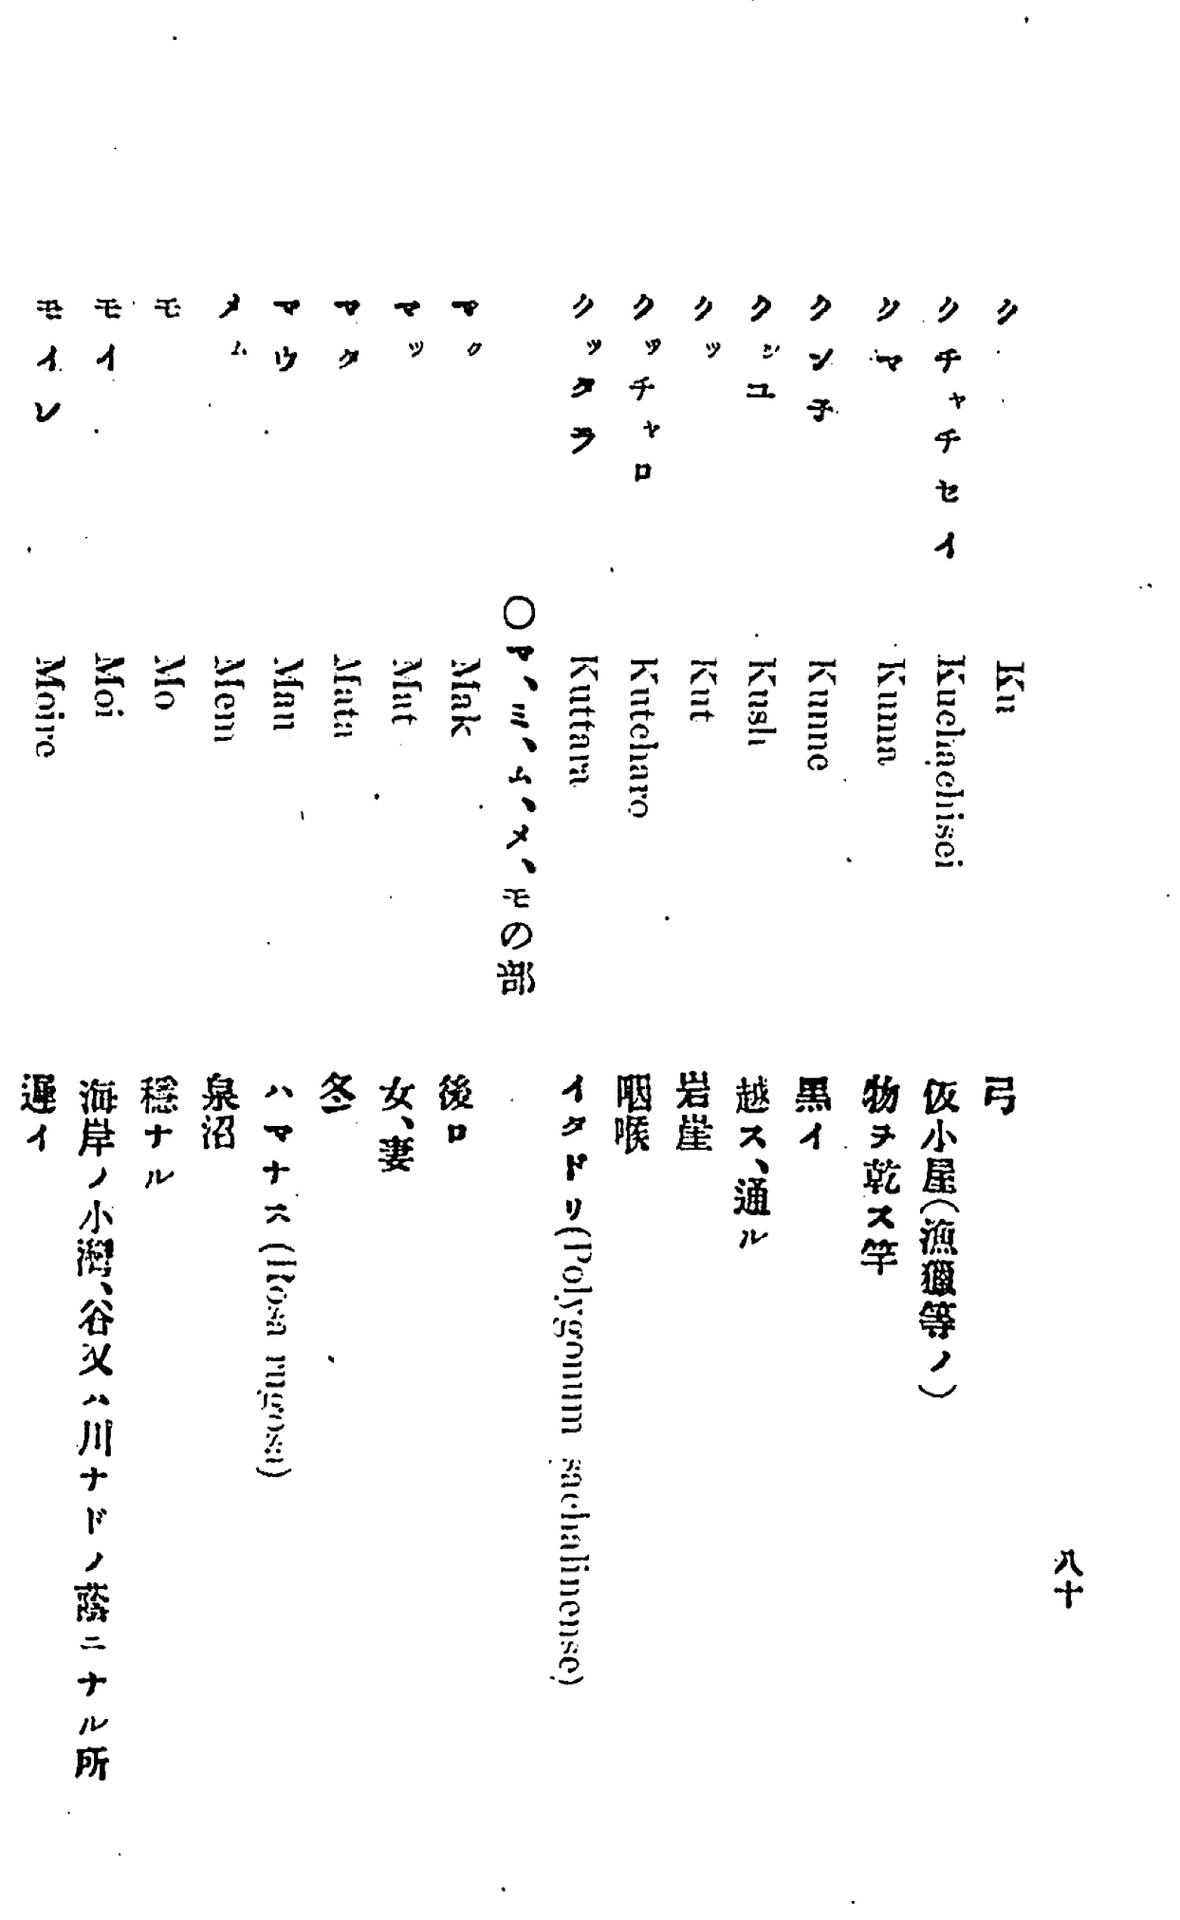 八十
ク Ku 弓
クチャチセイ Kuchachisei 仮小屋(漁獵等ノ)
クマ Kuma 物ヲ乾ス竿
クン子 Kunne 黒イ
クシユ Kush 越ス、通ル
クッ Kut 岩崖
クッチャロ Kutcharo 咽喉
クッタラ Kuttara イタドリ(Polygonum sachalinense)
〇マ、ミ、ム、メ、モの部
マク Mak 後ロ
マッ Mat 女、妻
マタ Mata 冬
マウ Mau ハマナス(Rosa rugosa)
メム Mem 泉沼
モ Mo 穏ナル
モイ Moi 海岸ノ小灣、谷又ハ川ナドノ蔭ニナル所
モイレ Moire 遲イ